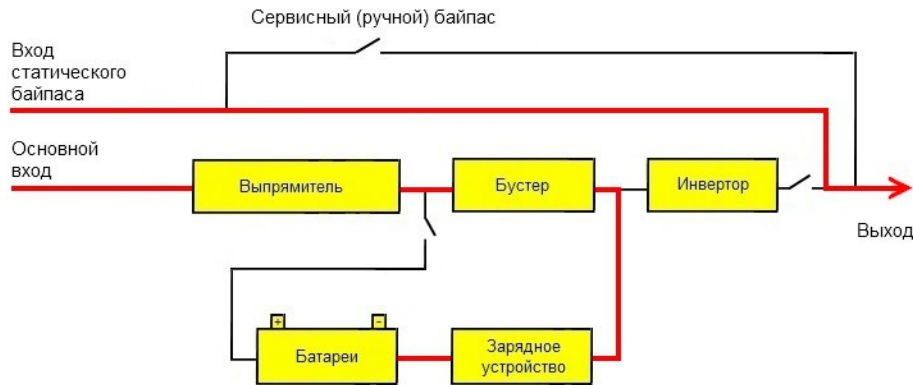 Сервисный (ручной) байпас
Вход
статического
байпаса
Основной
вход
Выпрямитель
Бустер
Инвертор
Выход
+
-
Батареи
Зарядное
устройство